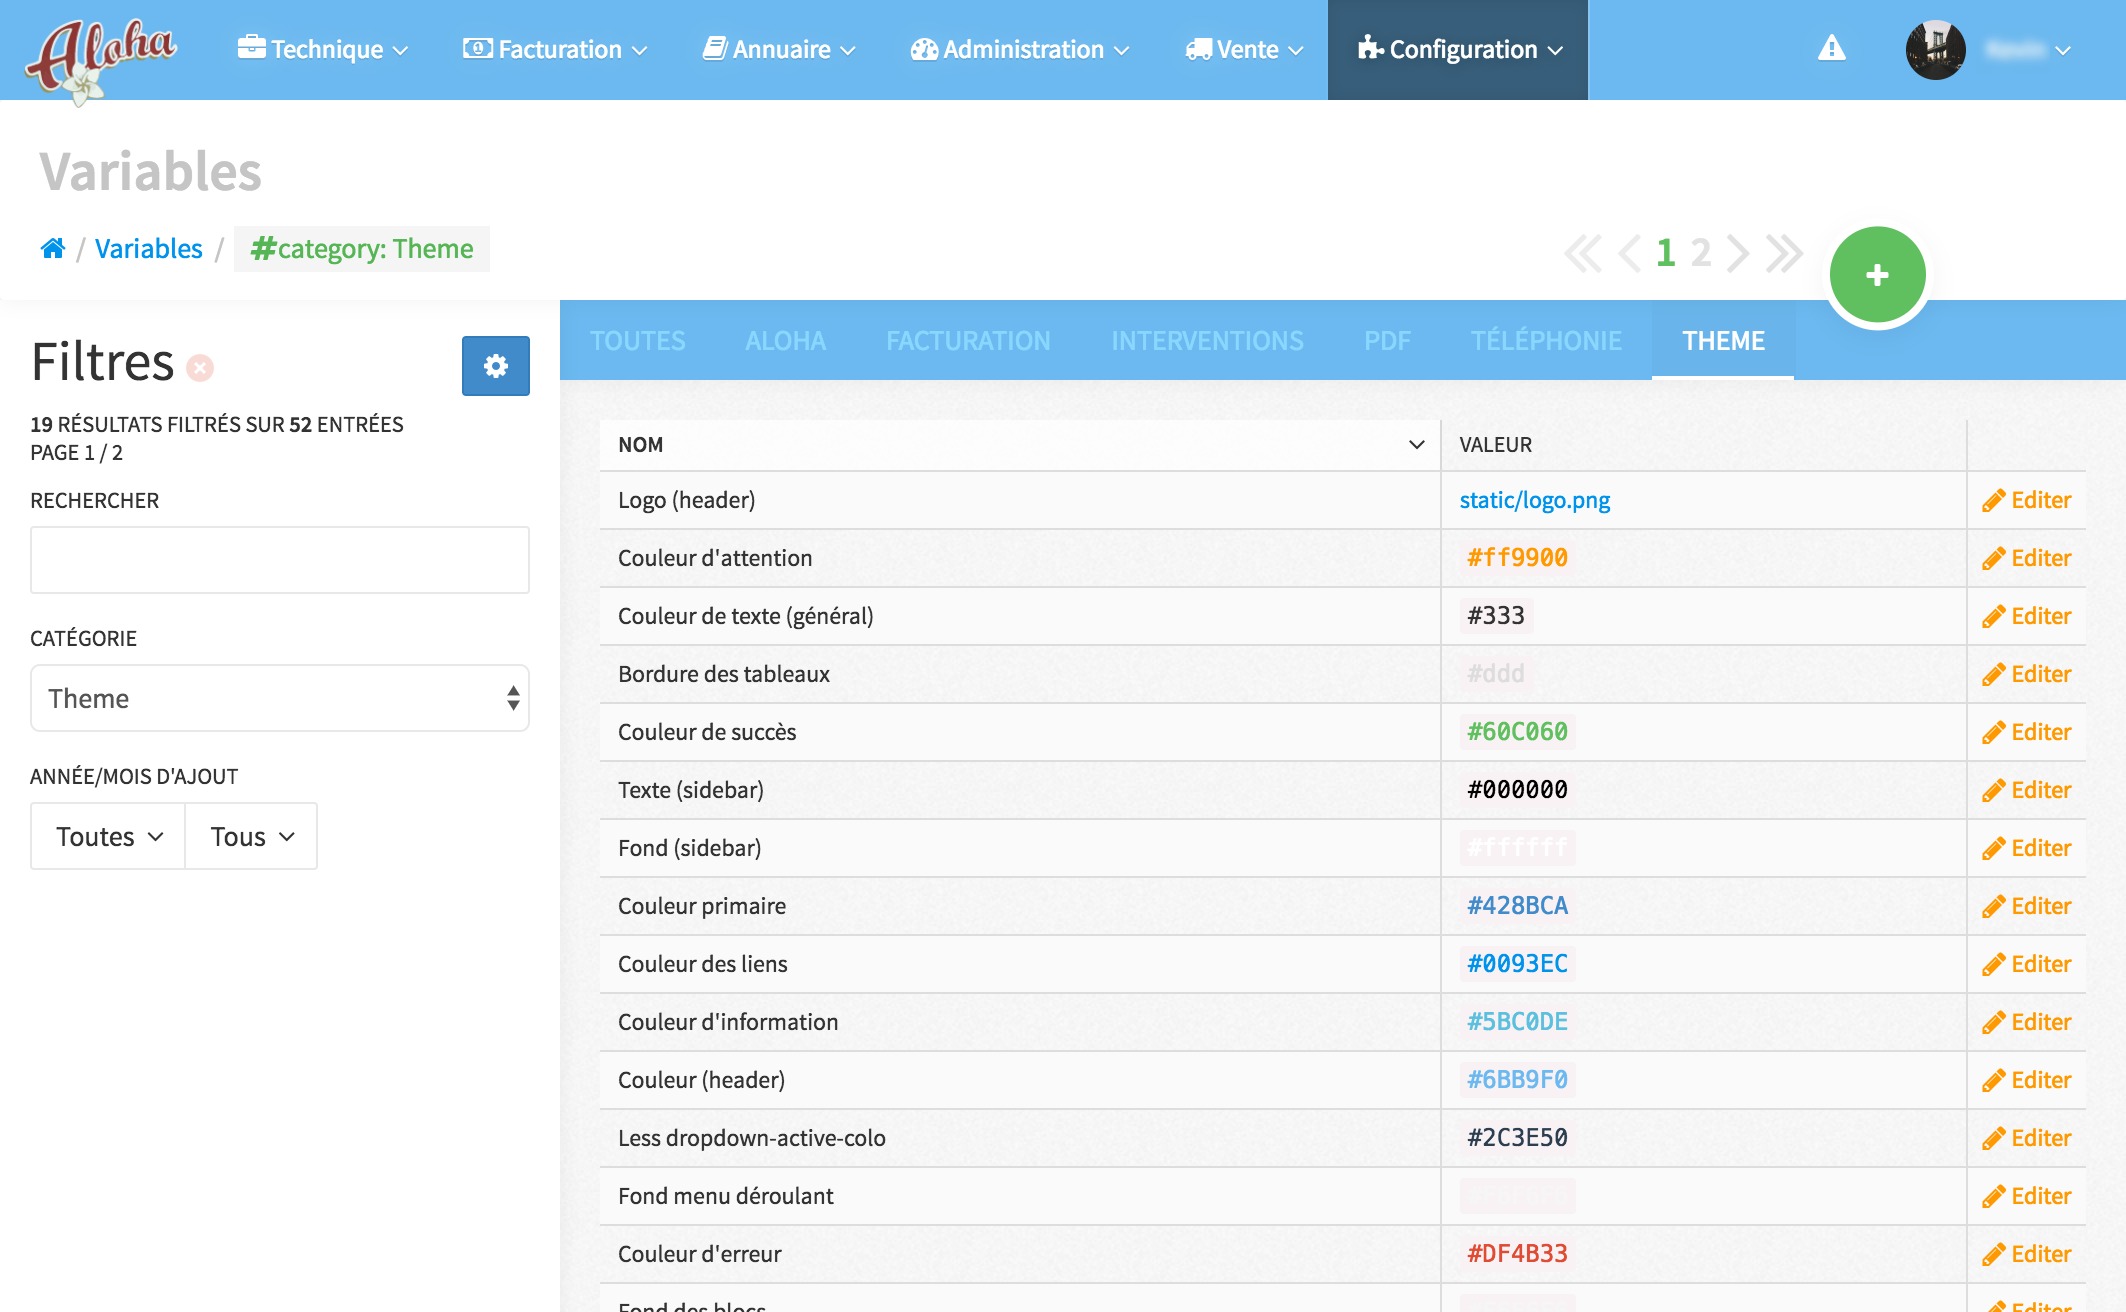 Aloha
Technique
Facturation
Annuaire
Administration
Vente
Configuration
Variables
/ Variables / #category: Theme
1 2
+
Filtres
19 RÉSULTATS FILTRÉS SUR 52 ENTRÉES
PAGE 1 / 2
RECHERCHER
CATÉGORIE
Theme
ANNÉE/MOIS D'AJOUT
Toutes Tous
TOUTES ALOHA FACTURATION INTERVENTIONS PDF TÉLÉPHONIE THEME
NOM VALEUR
Logo (header) static/logo.png Editer
Couleur d'attention #ff9900 Editer
Couleur de texte (général) #333 Editer
Bordure des tableaux #ddd Editer
Couleur de succès #60C060 Editer
Texte (sidebar) #000000 Editer
Fond (sidebar) #ffffff Editer
Couleur primaire #428BCA Editer
Couleur des liens #0093EC Editer
Couleur d'information #5BC0DE Editer
Couleur (header) #6BB9F0 Editer
Less dropdown-active-colo #2C3E50 Editer
Fond menu déroulant Editer
Couleur d'erreur #DF4B33 Editer
Fond des blocs Editer